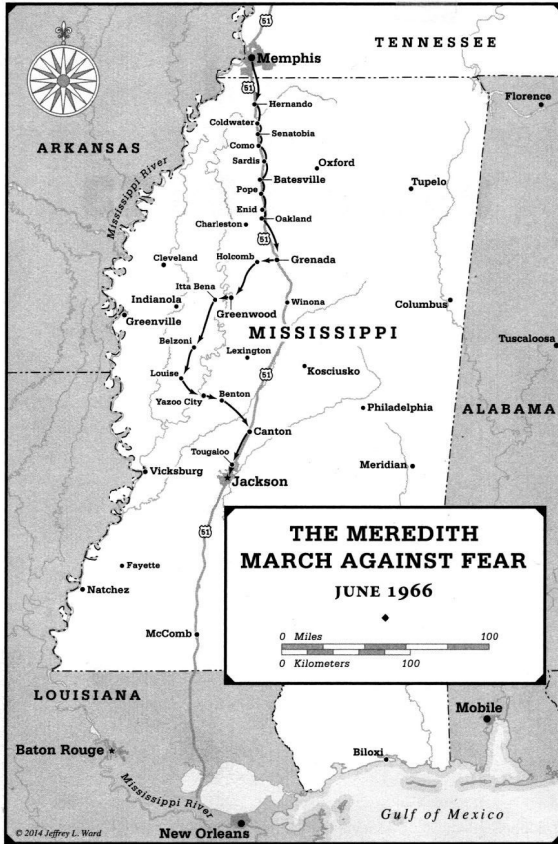 51
TENNESSEE
Memphis
51
Hernando
Florence
Coldwater
Senatobia
ARKANSAS
Como
Sardis
Oxford
Mississippi River
Batesville
Tupelo
Pope
Enid
Oakland
Charleston
51
Cleveland
Holcomb
Grenada
Itta Bena
Indianola
Winona
Columbus
Greenwood
Greenville
MISSISSIPPI
Tuscaloosa
Belzoni
Lexington
Louise
51
Kosciusko
Benton
Yazoo City
Philadelphia
ALABAMA
Canton
Tougaloo
Vicksburg
Meridian
Jackson
51
THE MEREDITH
MARCH AGAINST FEAR
JUNE 1966
Fayette
Natchez
McComb
0 Miles 100
0 Kilometers 100
LOUISIANA
Mobile
Baton Rouge
Biloxi
Mississippi River
Gulf of Mexico
New Orleans
© 2014 Jeffrey L. Ward